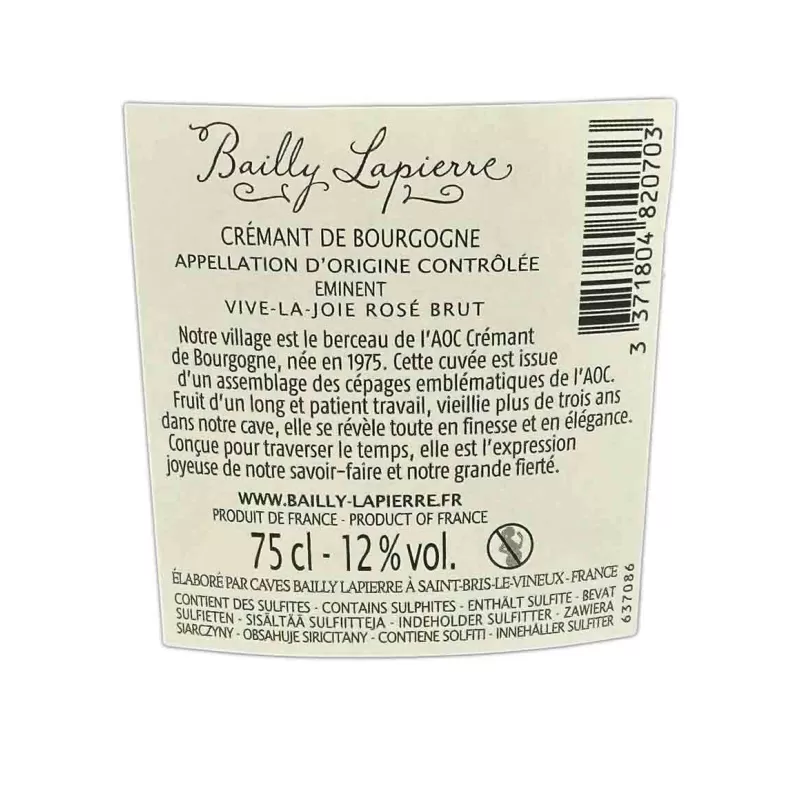 Bailly Lapierre
CRÉMANT DE BOURGOGNE
APPELLATION D'ORIGINE CONTRÔLÉE
EMINENT
VIVE-LA-JOIE ROSÉ BRUT
Notre village est le berceau de l'AOC Crémant
de Bourgogne, née en 1975. Cette cuvée est issue
d'un assemblage des cépages emblématiques de l'AOC.
Fruit d'un long et patient travail, vieillie plus de trois ans
dans notre cave, elle se révèle toute en finesse et en élégance.
Conçue pour traverser le temps, elle est l'expression
joyeuse de notre savoir-faire et notre grande fierté.
WWW.BAILLY-LAPIERRE.FR
PRODUIT DE FRANCE - PRODUCT OF FRANCE
75 cl - 12 % vol.
ÉLABORÉ PAR CAVES BAILLY LAPIERRE À SAINT-BRIS-LE-VINEUX - FRANCE
CONTIENT DES SULFITES - CONTAINS SULPHITES - ENTHÄLT SULFITE - BEVAT
SULFIETEN - SISÄLTÄÄ SULFIITTEJA - INDEHOLDER SULFITTER - ZAWIERA
SIARCZYNY - OBSAHUJE SIRICITANY - CONTIENE SOLFITI - INNEHÅLLER SULFITER
3 371804 820703
637086